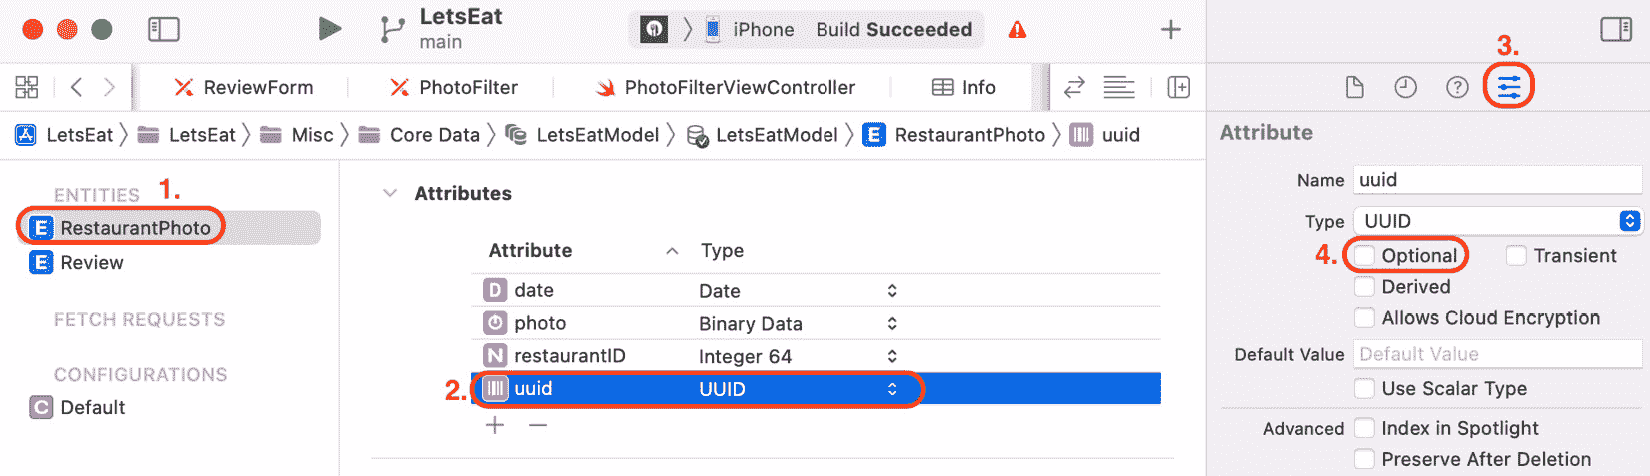 LetsEat
main
iPhone Build Succeeded
ReviewForm PhotoFilter PhotoFilterViewController Info
LetsEat LetsEat Misc Core Data LetsEatModel LetsEatModel E RestaurantPhoto uuid
ENTITIES 1.
E RestaurantPhoto
E Review
FETCH REQUESTS
CONFIGURATIONS
C Default
Attributes
Attribute Type
D date Date
photo Binary Data
N restaurantID Integer 64
2. uuid UUID
3.
Attribute
Name uuid
Type UUID
4. Optional Transient
Derived
Allows Cloud Encryption
Default Value Default Value
Use Scalar Type
Advanced Index in Spotlight
Preserve After Deletion